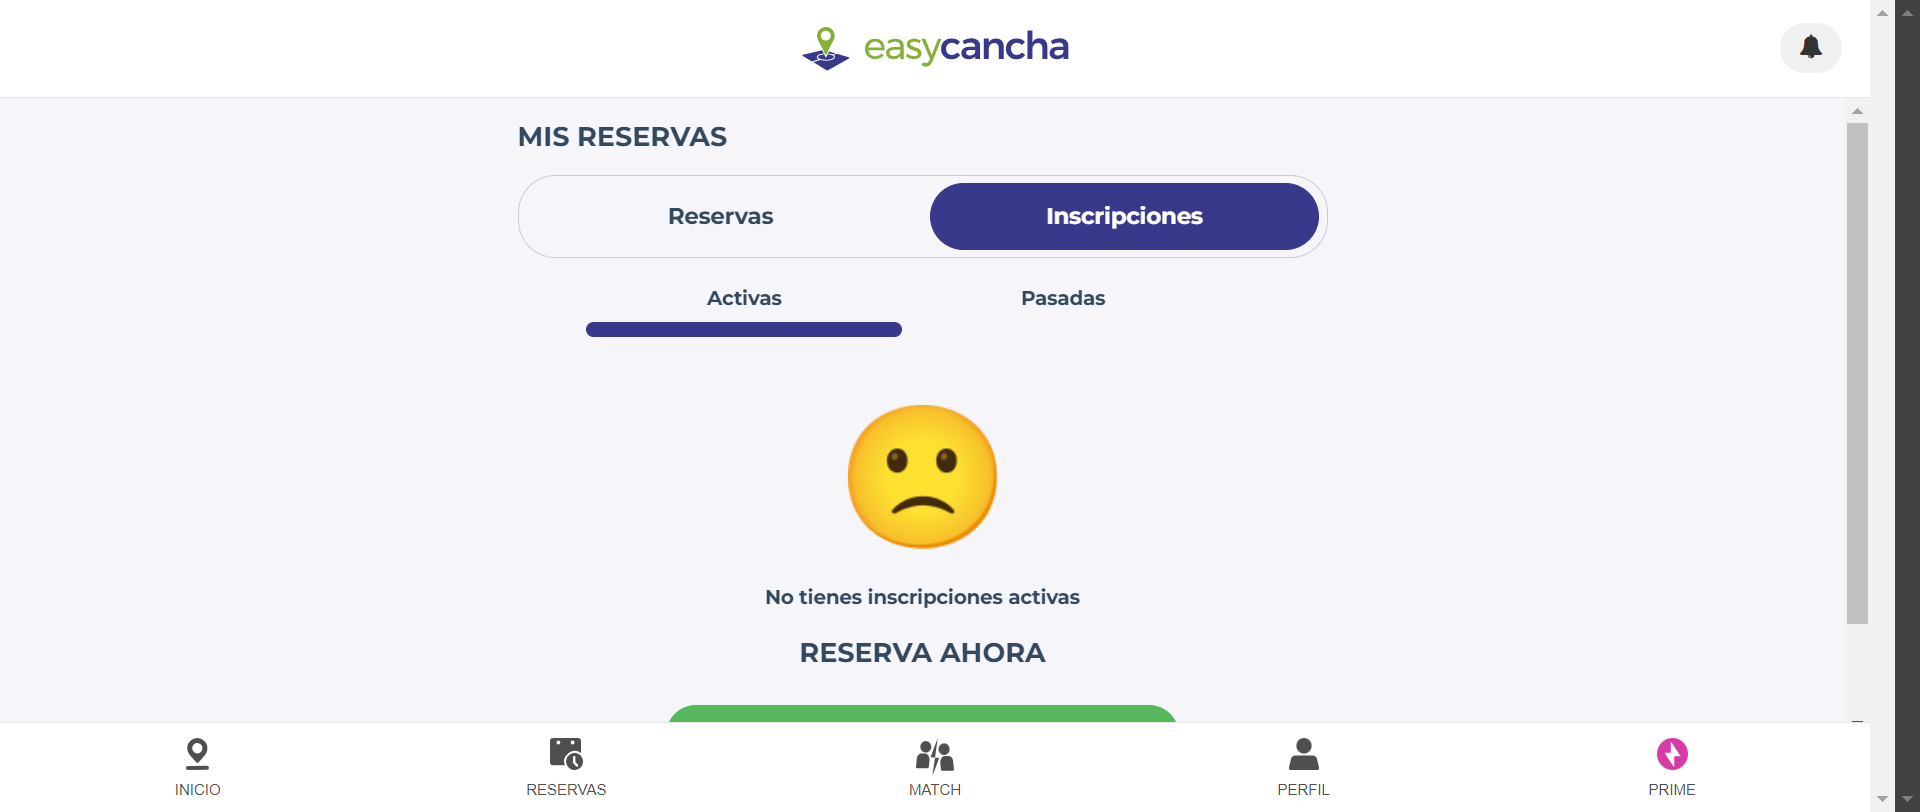 easycancha
MIS RESERVAS
Reservas
Inscripciones
Activas
Pasadas
No tienes inscripciones activas
RESERVA AHORA
INICIO
RESERVAS
MATCH
PERFIL
PRIME